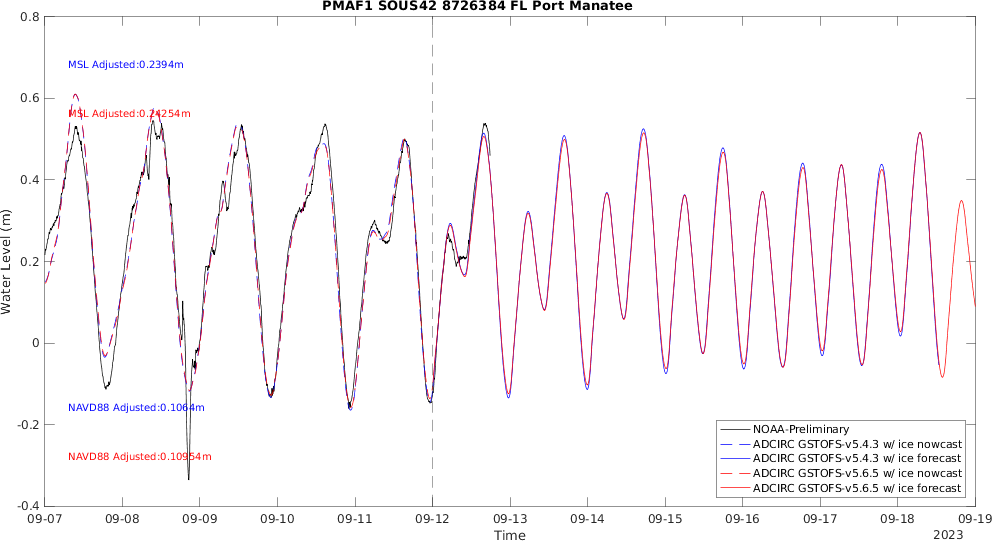 PMAF1 SOUS42 8726384 FL Port Manatee
0.8
0.6
0.4
0.2
0
-0.2
-0.4
Water Level (m)
MSL Adjusted:0.2394m
MSL Adjusted:0.24254m
NAVD88 Adjusted:0.1064m
NAVD88 Adjusted:0.10954m
NOAA-Preliminary
ADCIRC GSTOFS-v5.4.3 w/ ice nowcast
ADCIRC GSTOFS-v5.4.3 w/ ice forecast
ADCIRC GSTOFS-v5.6.5 w/ ice nowcast
ADCIRC GSTOFS-v5.6.5 w/ ice forecast
09-07 09-08 09-09 09-10 09-11 09-12 09-13 09-14 09-15 09-16 09-17 09-18 09-19
Time
2023